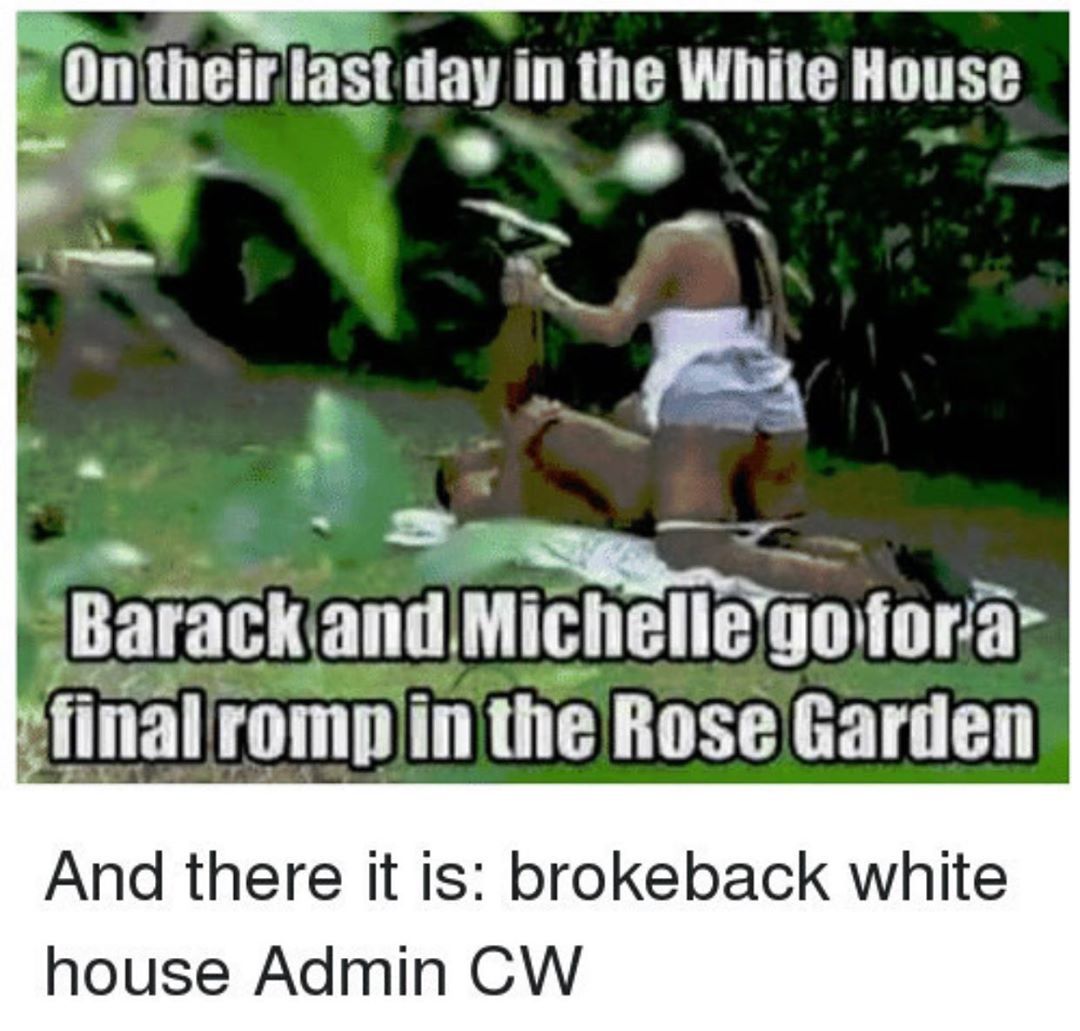 On their last day in the White House
Barack and Michelle go for a
final romp in the Rose Garden
And there it is: brokeback white
house Admin CW